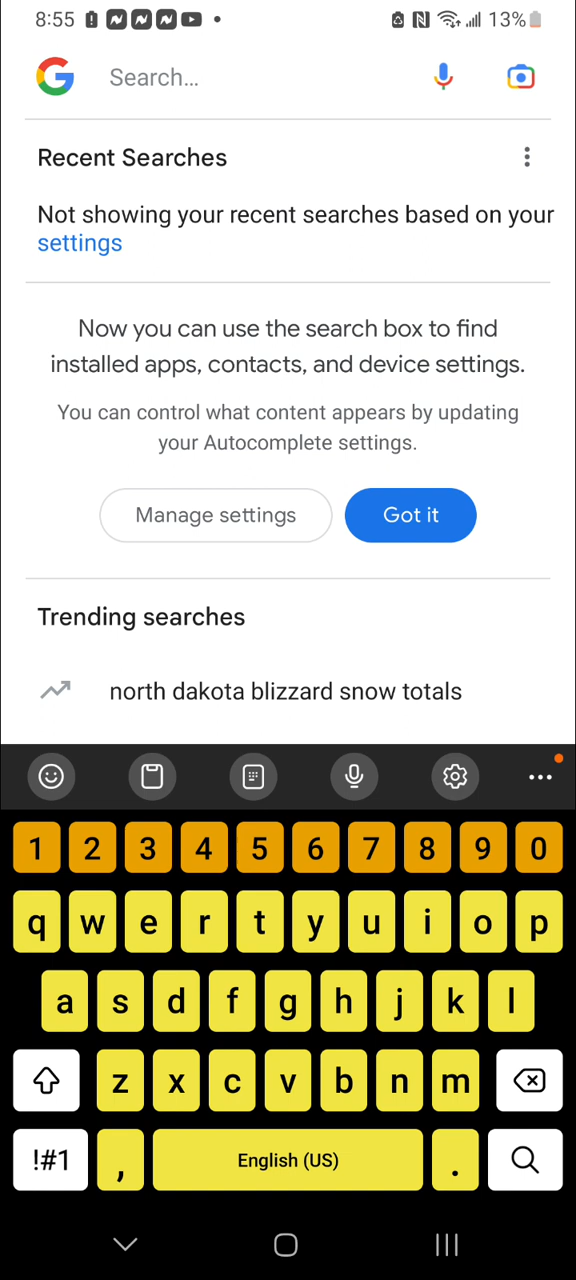 8:55 13%
Search...
Recent Searches
Not showing your recent searches based on your
settings
Now you can use the search box to find
installed apps, contacts, and device settings.
You can control what content appears by updating
your Autocomplete settings.
Manage settings Got it
Trending searches
north dakota blizzard snow totals
1 2 3 4 5 6 7 8 9 0
q w e r t y u i o p
a s d f g h j k l
z x c v b n m
!#1 , English (US) .